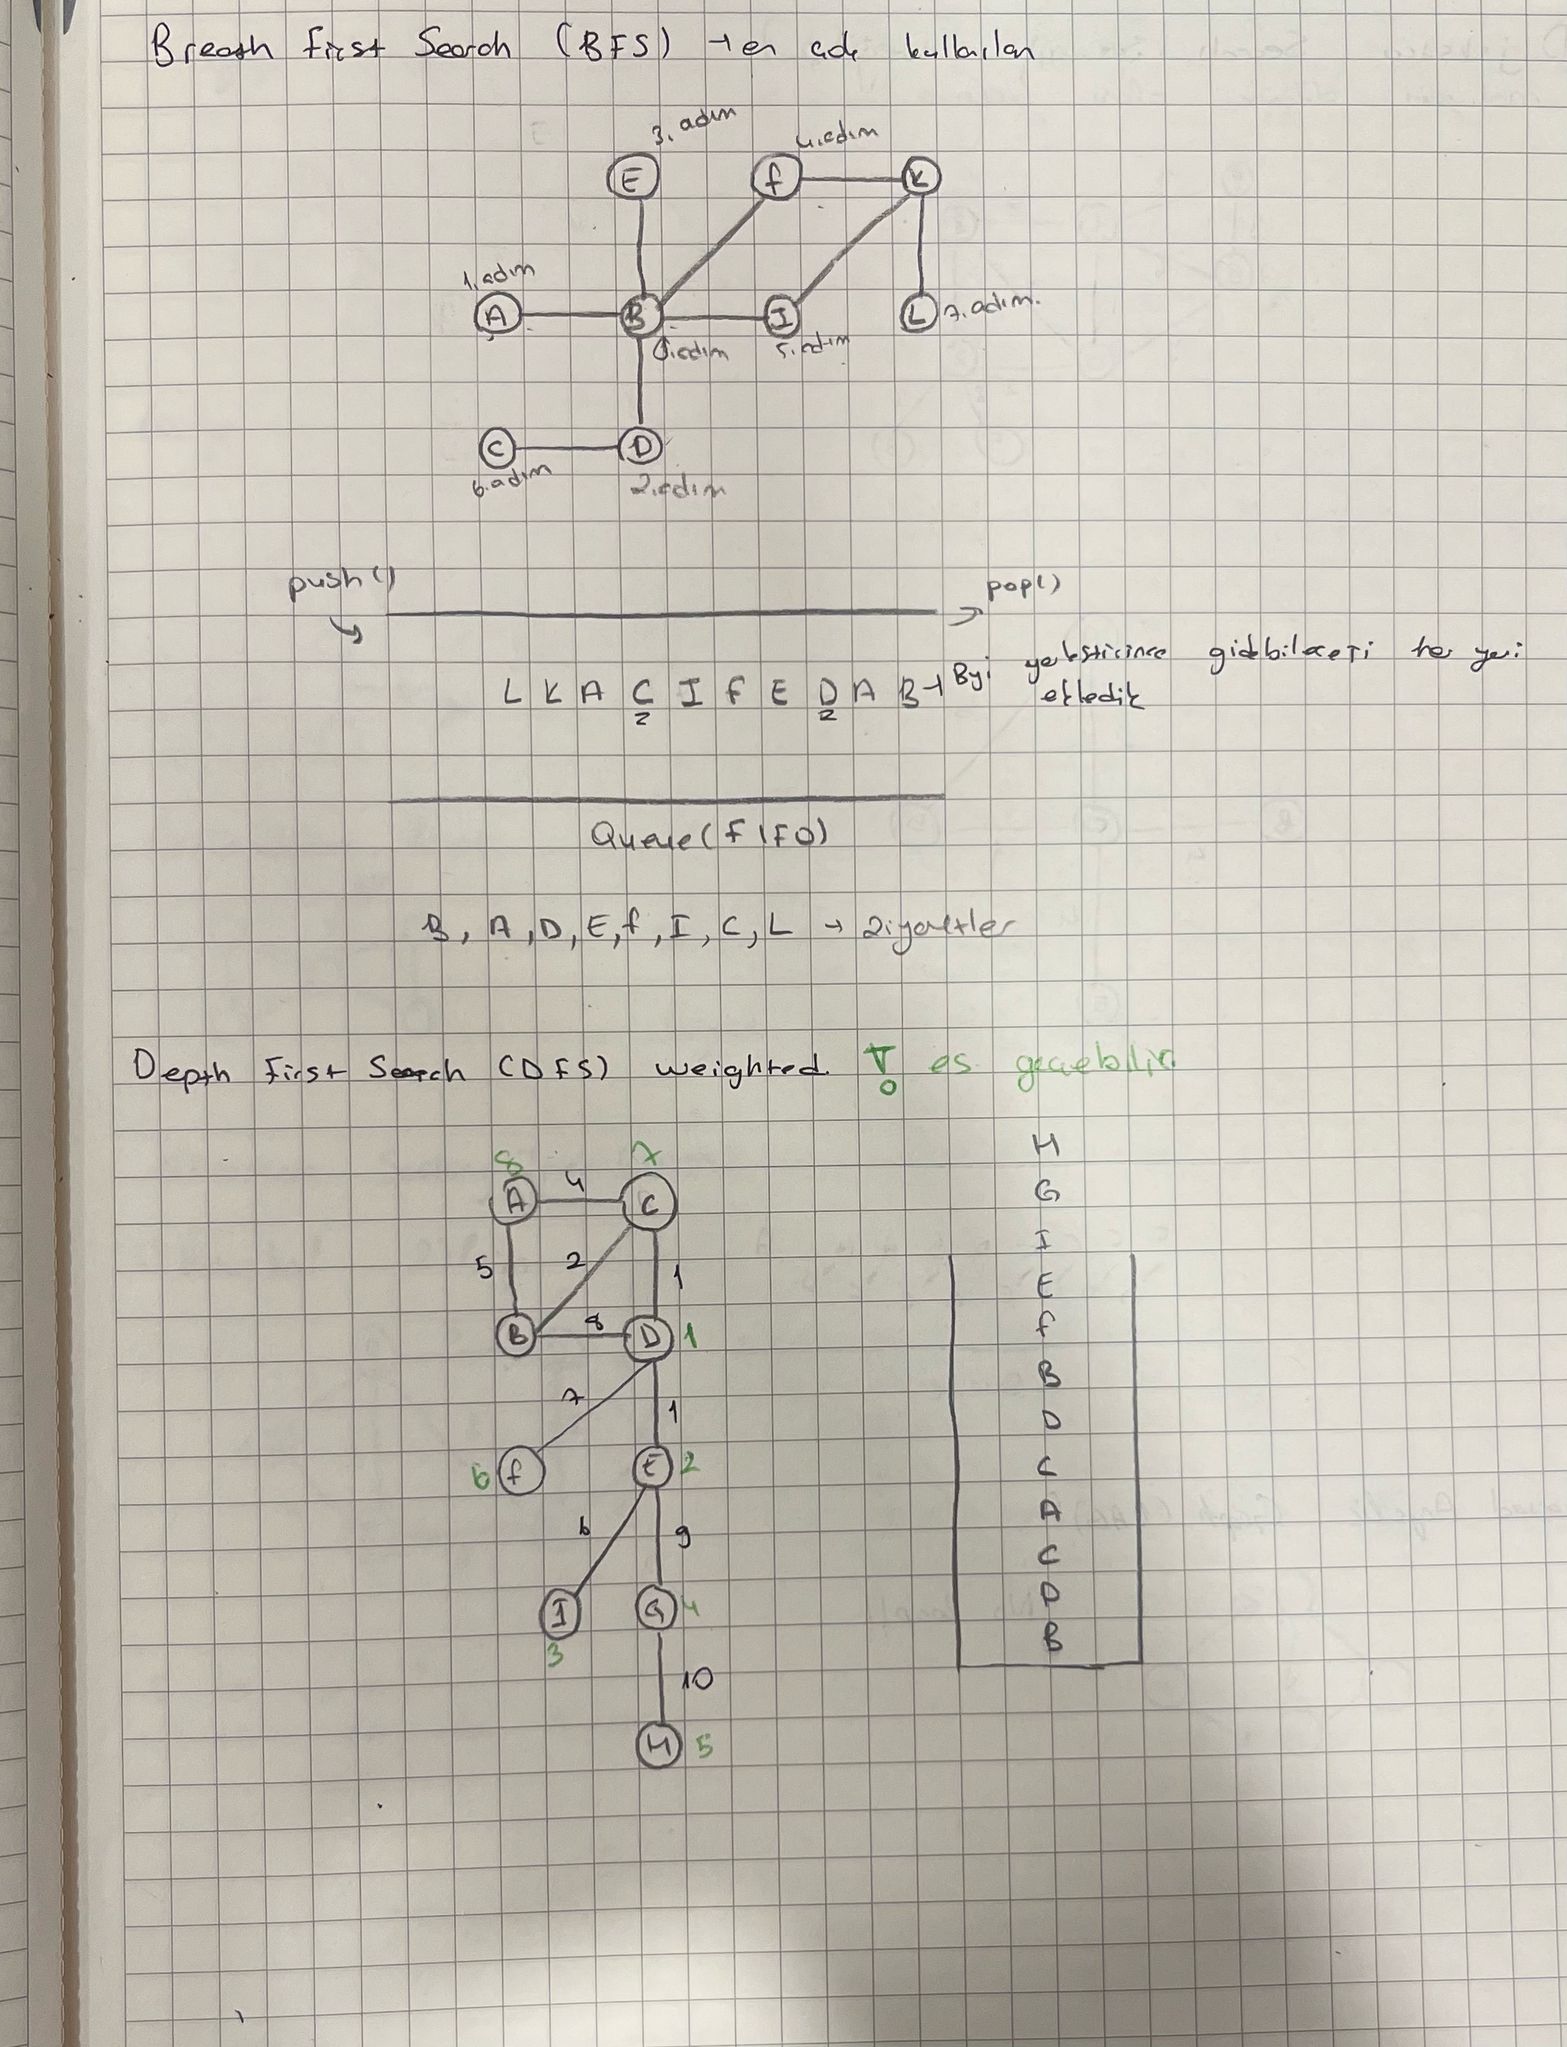 Breath First Search (BFS) → en çok kullanılan
3. adım
4. adım
E f K
1. adım
A B I L 7. adım.
0. adım 5. adım
C D
6. adım 2. adım
push() pop()
L K A C I F E D A B → B'yi yerleştirince gidebileceği her yeri
2 2 ekledik
Queue (FIFO)
B, A, D, E, f, I, C, L → ziyaretler
Depth First Search (DFS) weighted
8 7
A 4 C
5 2 1
B 8 D 1
7 1
6 f E 2
6 9
I G 4
3
10
H 5
H
G
I
E
f
B
D
C
A
C
D
B